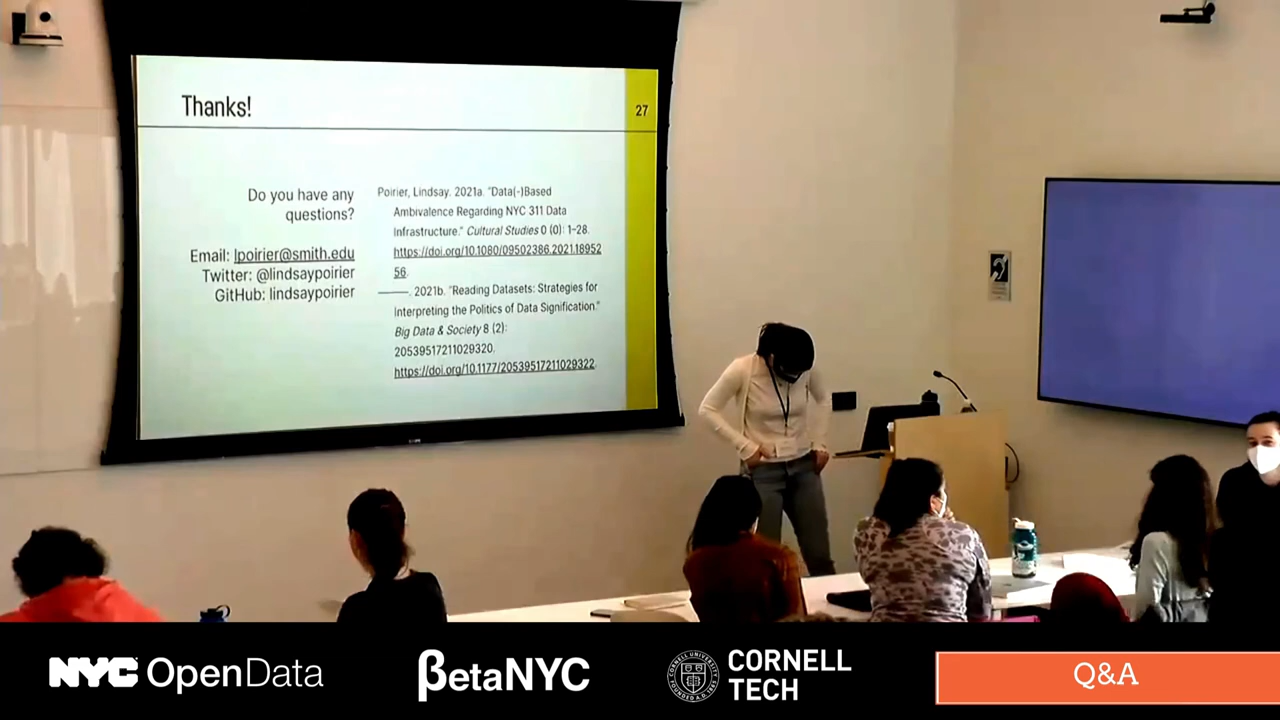 Thanks!
27
Do you have any
questions?
Email: lpoirier@smith.edu
Twitter: @lindsaypoirier
GitHub: lindsaypoirier
Poirier, Lindsay. 2021a. "Data(-)Based
Ambivalence Regarding NYC 311 Data
Infrastructure." Cultural Studies 0 (0): 1–28.
https://doi.org/10.1080/09502386.2021.18952
56.
———. 2021b. "Reading Datasets: Strategies for
Interpreting the Politics of Data Signification."
Big Data & Society 8 (2):
20539517211029320.
https://doi.org/10.1177/20539517211029322.
NYC OpenData
βetaNYC
CORNELL
TECH
Q&A